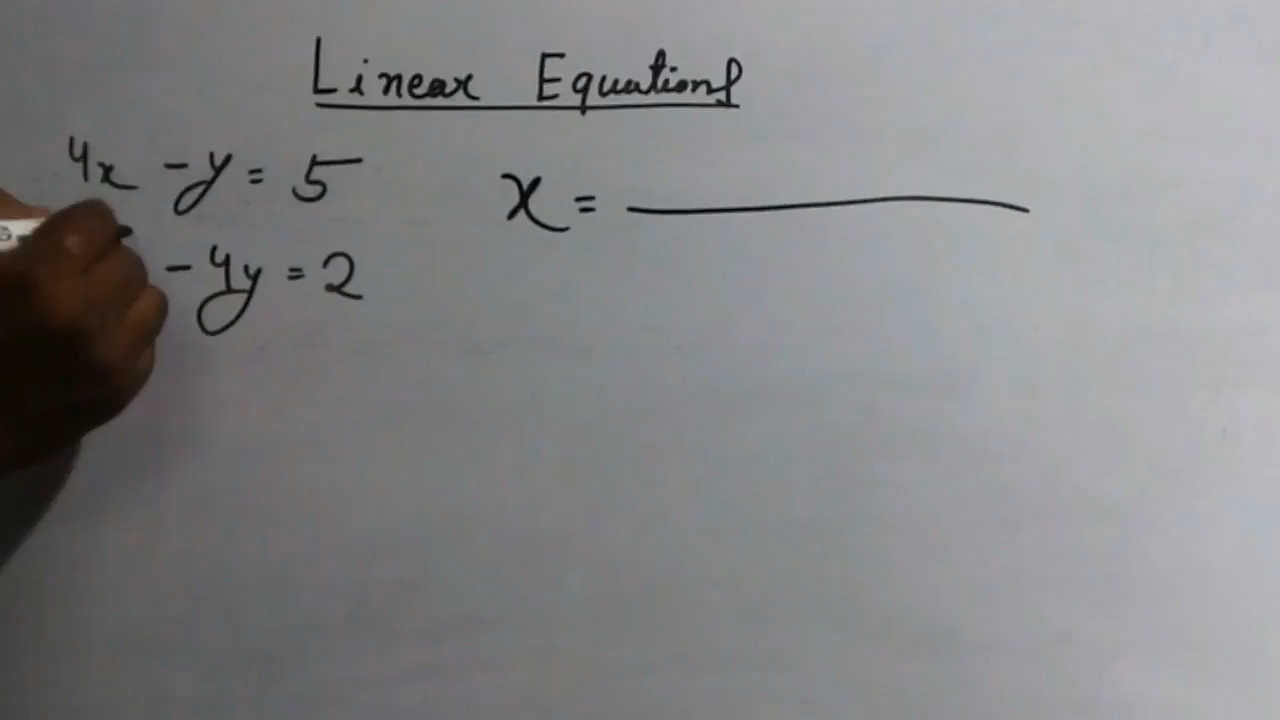 Linear Equations
4x - y = 5
x =
- 4y = 2